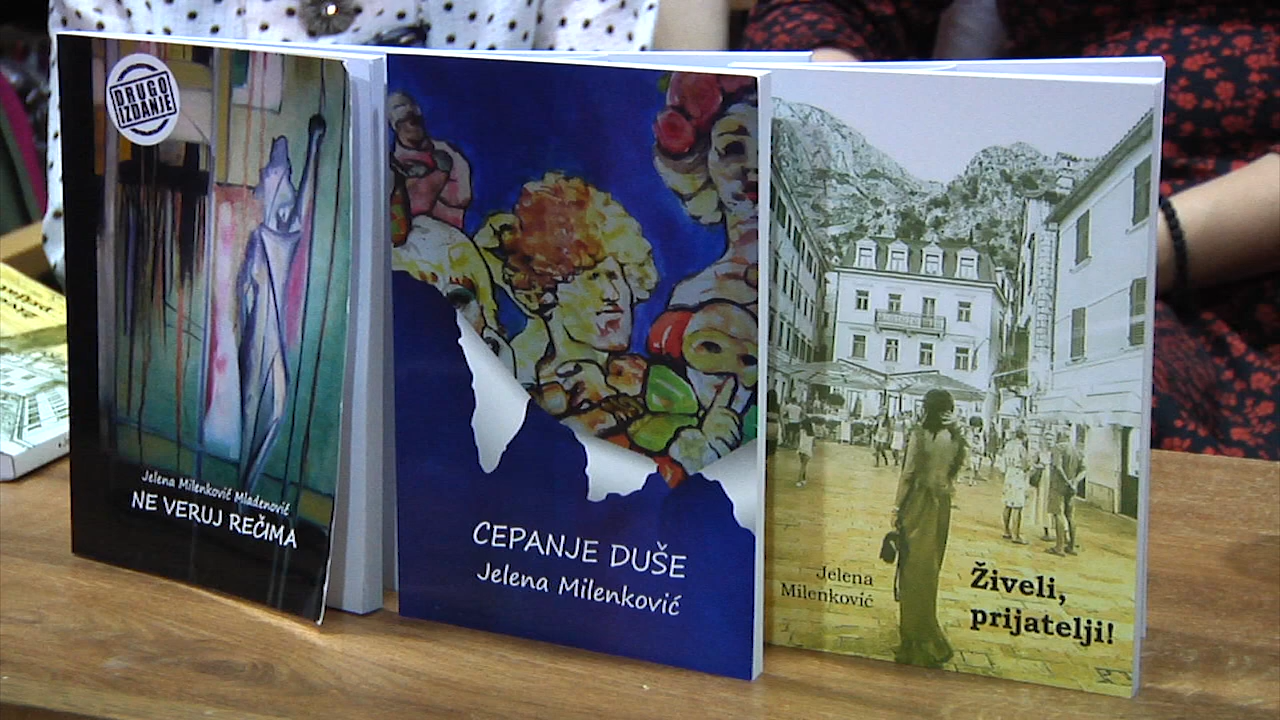 DRUGO
IZDANJE
Jelena Milenković Mladenović
NE VERUJ REČIMA
CEPANJE DUŠE
Jelena Milenković
Jelena
Milenković
Živeli,
prijatelji!